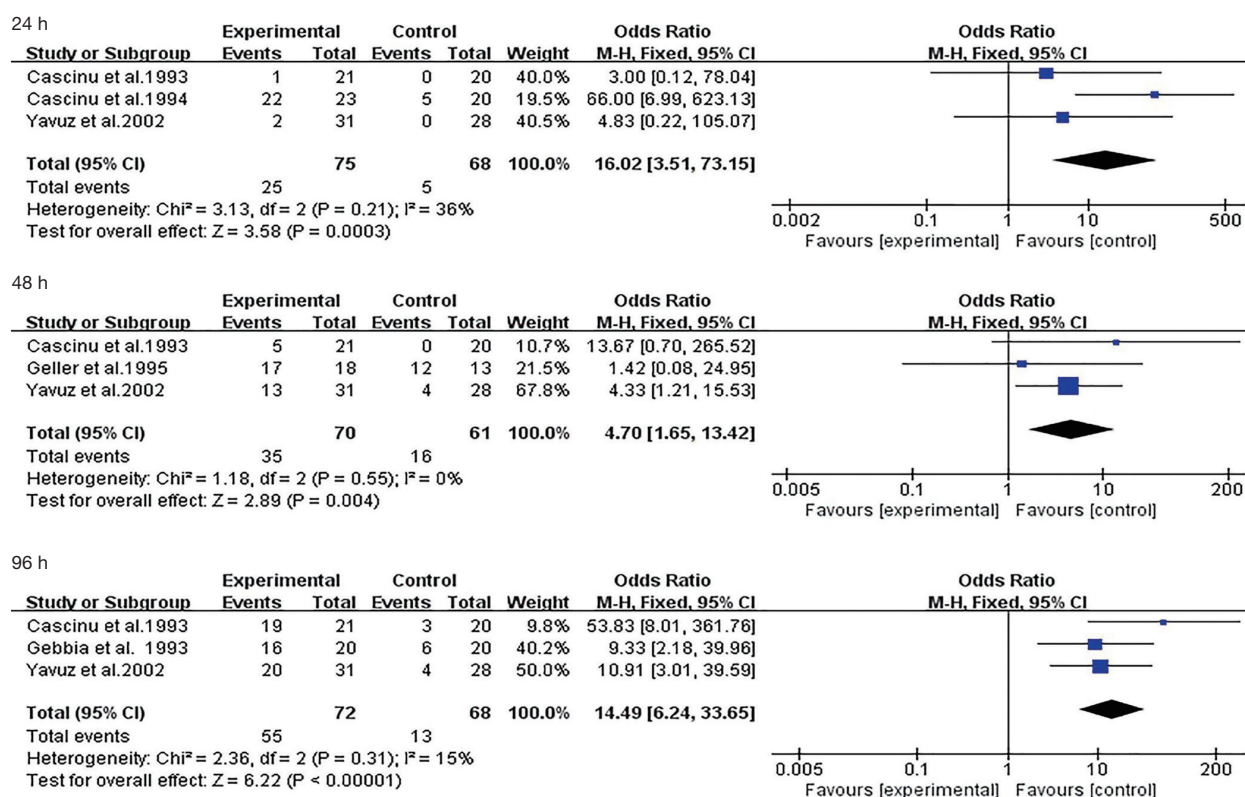 24 h
Experimental Control Odds Ratio Odds Ratio
Study or Subgroup Events Total Events Total Weight M-H, Fixed, 95% CI M-H, Fixed, 95% CI
Cascinu et al.1993 1 21 0 20 40.0% 3.00 [0.12, 78.04]
Cascinu et al.1994 22 23 5 20 19.5% 66.00 [6.99, 623.13]
Yavuz et al.2002 2 31 0 28 40.5% 4.83 [0.22, 105.07]
Total (95% CI) 75 68 100.0% 16.02 [3.51, 73.15]
Total events 25 5
Heterogeneity: Chi² = 3.13, df = 2 (P = 0.21); I² = 36%
Test for overall effect: Z = 3.58 (P = 0.0003)
0.002 0.1 1 10 500
Favours [experimental] Favours [control]
48 h
Experimental Control Odds Ratio Odds Ratio
Study or Subgroup Events Total Events Total Weight M-H, Fixed, 95% CI M-H, Fixed, 95% CI
Cascinu et al.1993 5 21 0 20 10.7% 13.67 [0.70, 265.52]
Geller et al.1995 17 18 12 13 21.5% 1.42 [0.08, 24.95]
Yavuz et al.2002 13 31 4 28 67.8% 4.33 [1.21, 15.53]
Total (95% CI) 70 61 100.0% 4.70 [1.65, 13.42]
Total events 35 16
Heterogeneity: Chi² = 1.18, df = 2 (P = 0.55); I² = 0%
Test for overall effect: Z = 2.89 (P = 0.004)
0.005 0.1 1 10 200
Favours [experimental] Favours [control]
96 h
Experimental Control Odds Ratio Odds Ratio
Study or Subgroup Events Total Events Total Weight M-H, Fixed, 95% CI M-H, Fixed, 95% CI
Cascinu et al.1993 19 21 3 20 9.8% 53.83 [8.01, 361.76]
Gebbia et al. 1993 16 20 6 20 40.2% 9.33 [2.18, 39.96]
Yavuz et al.2002 20 31 4 28 50.0% 10.91 [3.01, 39.59]
Total (95% CI) 72 68 100.0% 14.49 [6.24, 33.65]
Total events 55 13
Heterogeneity: Chi² = 2.36, df = 2 (P = 0.31); I² = 15%
Test for overall effect: Z = 6.22 (P < 0.00001)
0.005 0.1 1 10 200
Favours [experimental] Favours [control]